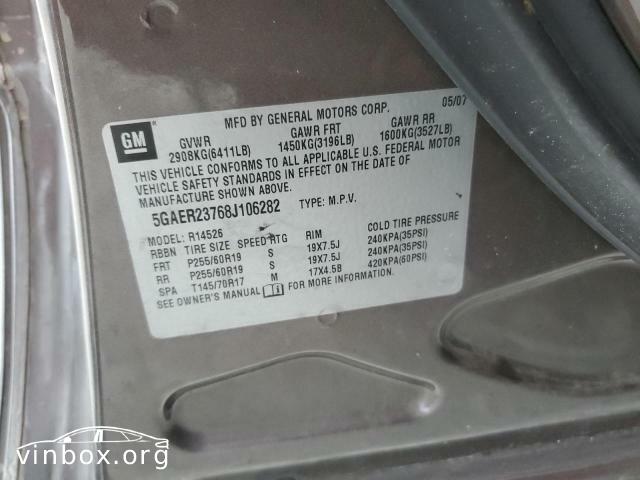 MFD BY GENERAL MOTORS CORP. 05/07
GM
GVWR GAWR FRT GAWR RR
2908KG(6411LB) 1450KG(3196LB) 1600KG(3527LB)
THIS VEHICLE CONFORMS TO ALL APPLICABLE U.S. FEDERAL MOTOR
VEHICLE SAFETY STANDARDS IN EFFECT ON THE DATE OF
MANUFACTURE SHOWN ABOVE.
5GAER23768J106282 TYPE: M.P.V.
MODEL: R14526
RBBN TIRE SIZE SPEED RTG RIM COLD TIRE PRESSURE
FRT P255/60R19 S 19X7.5J 240KPA(35PSI)
RR P255/60R19 S 19X7.5J 240KPA(35PSI)
SPA T145/70R17 M 17X4.5B 420KPA(60PSI)
SEE OWNER'S MANUAL FOR MORE INFORMATION.
vinbox.org